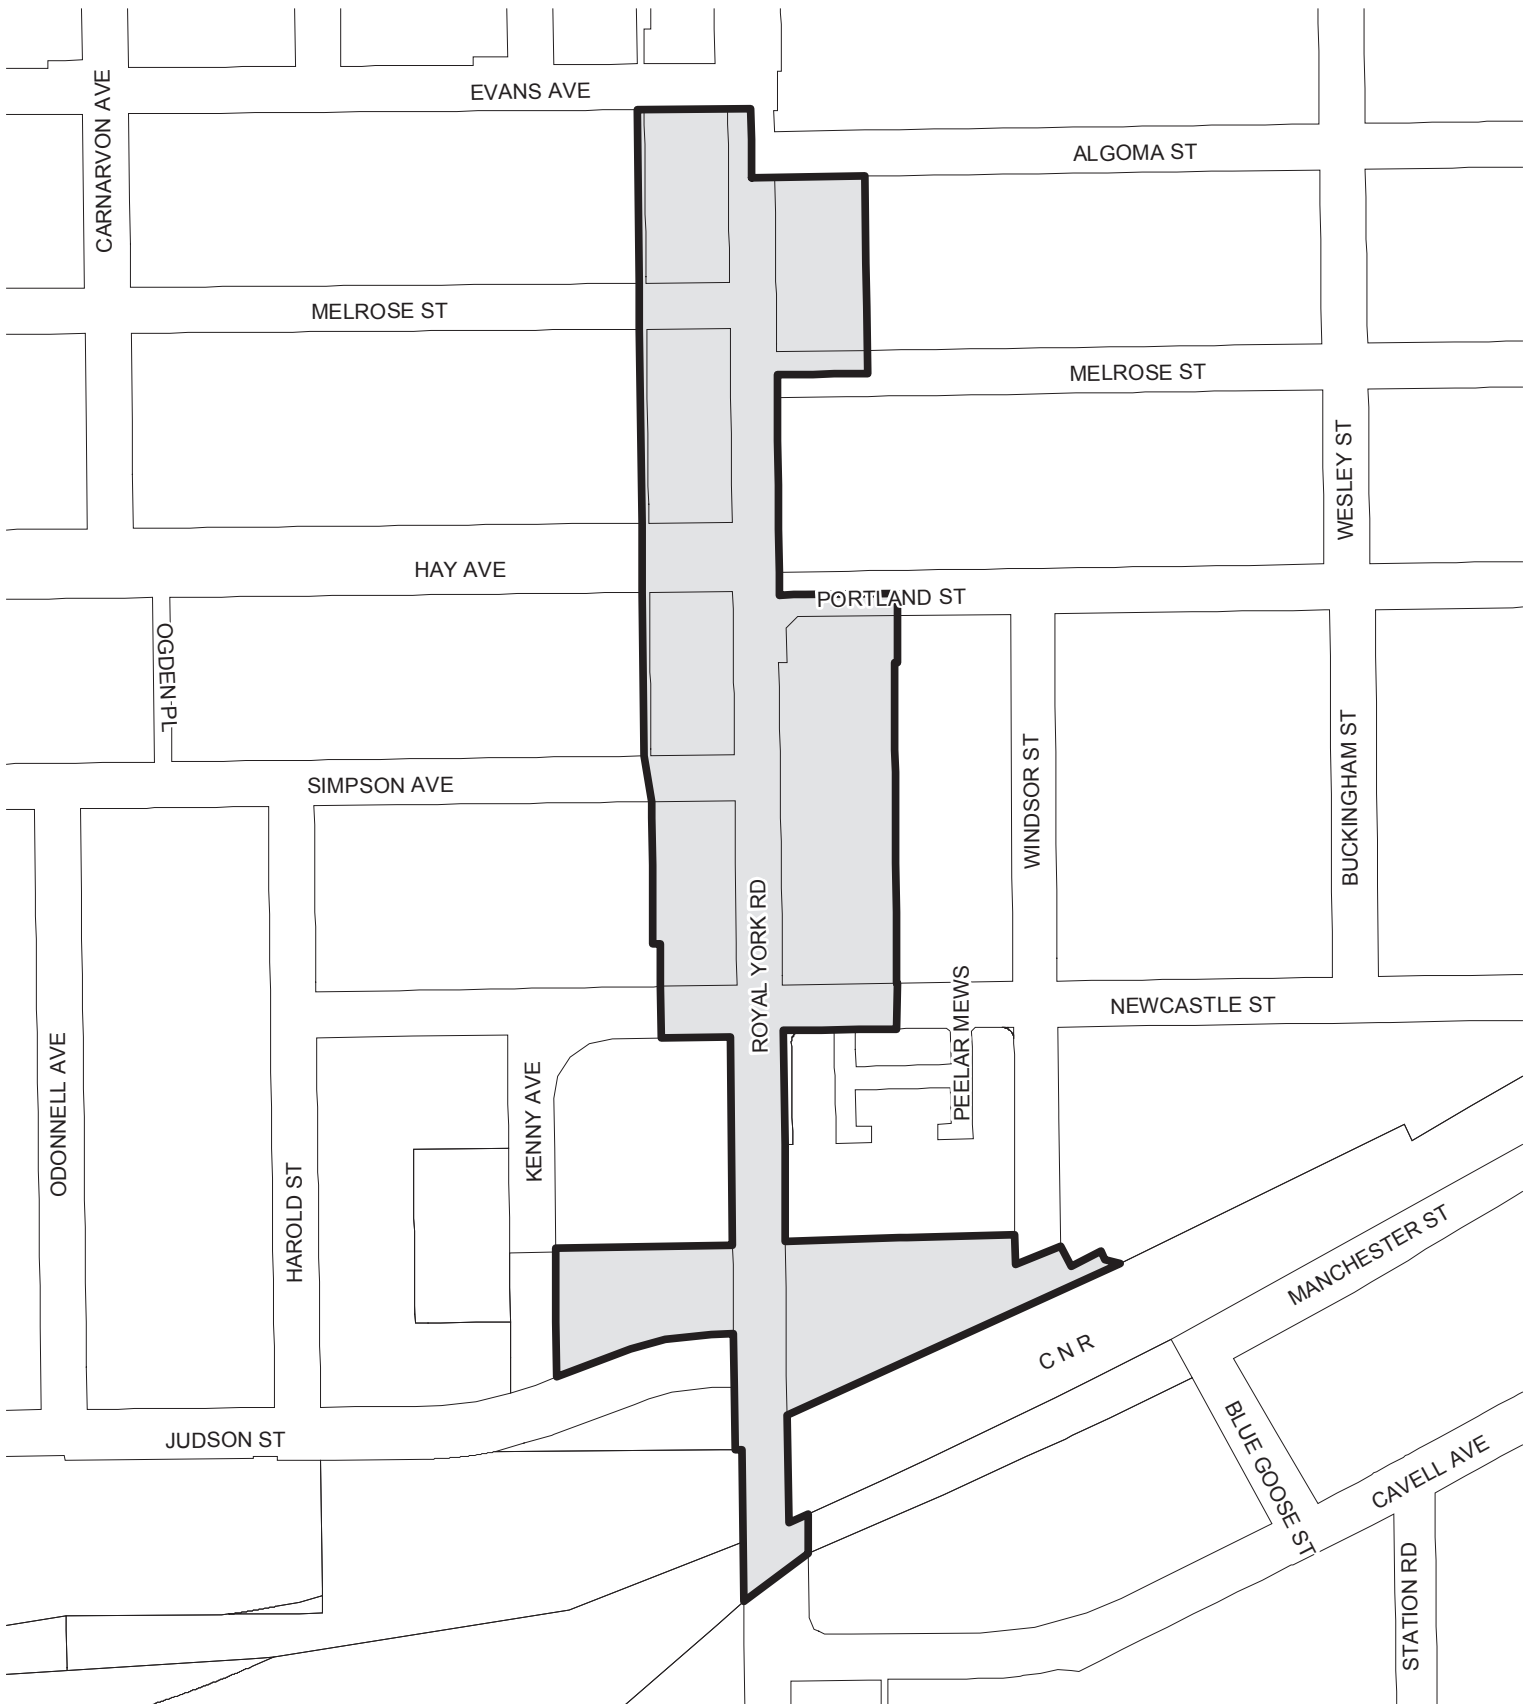 EVANS AVE
CARNARVON AVE
ALGOMA ST
MELROSE ST
MELROSE ST
WESLEY ST
HAY AVE
PORTLAND ST
OGDEN PL
SIMPSON AVE
WINDSOR ST
BUCKINGHAM ST
ROYAL YORK RD
PEELAR MEWS
NEWCASTLE ST
ODONNELL AVE
KENNY AVE
HAROLD ST
MANCHESTER ST
C N R
JUDSON ST
BLUE GOOSE ST
CAVELL AVE
STATION RD